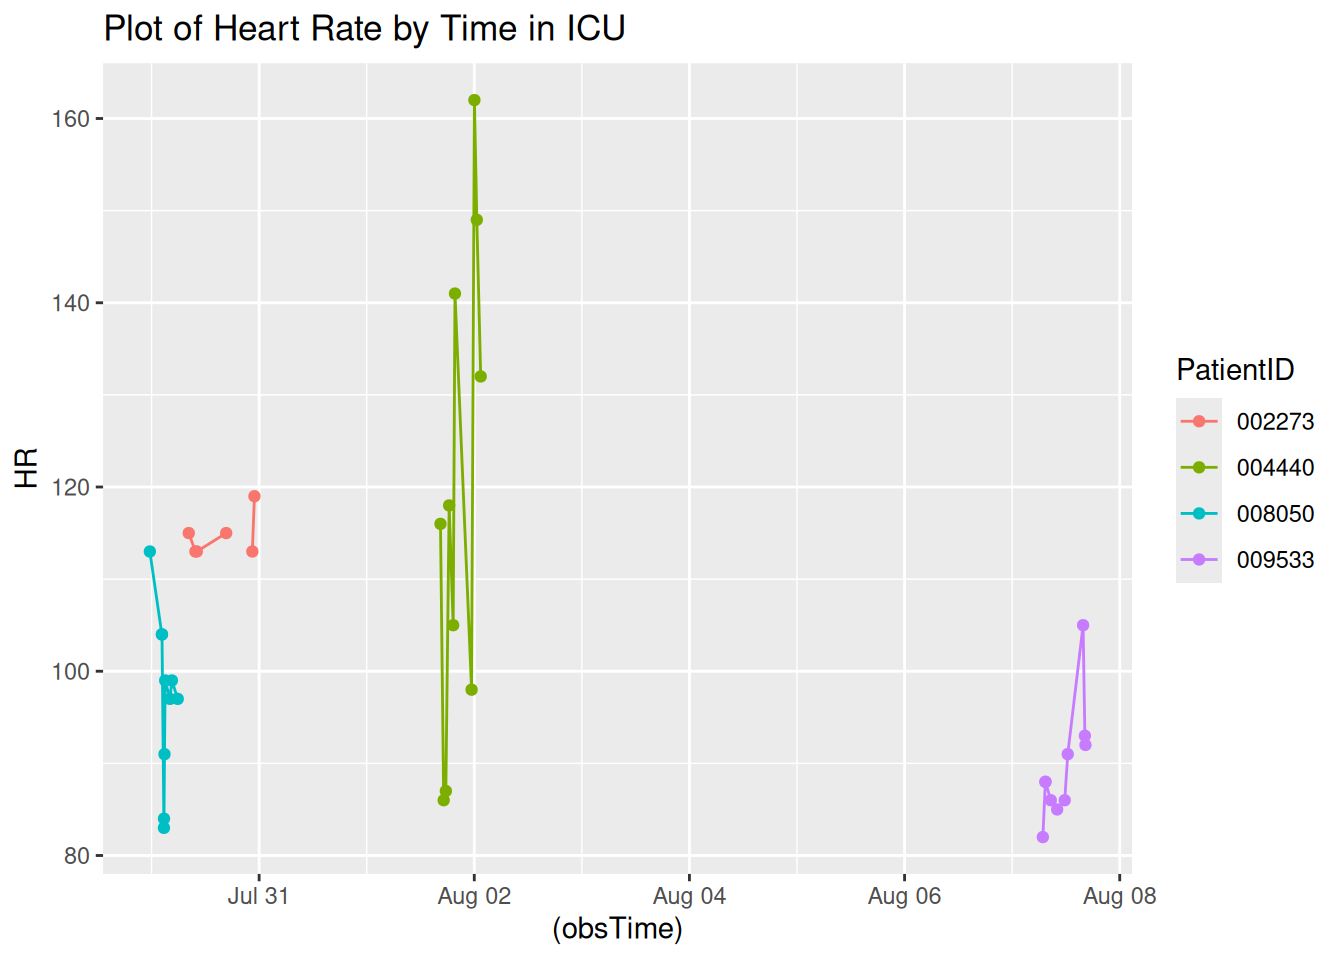 Plot of Heart Rate by Time in ICU
160
140
120
100
80
HR
Jul 31
Aug 02
Aug 04
Aug 06
Aug 08
(obsTime)
PatientID
002273
004440
008050
009533